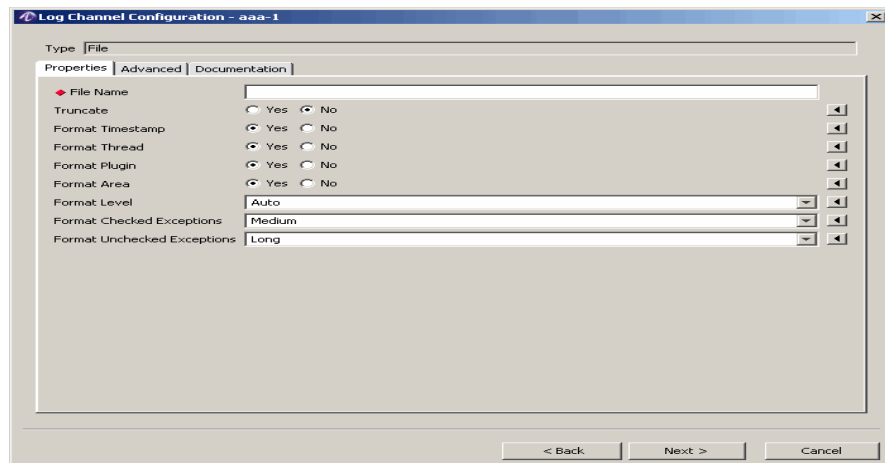 Log Channel Configuration - aaa-1
Type File
Properties Advanced Documentation
File Name
Truncate Yes No
Format Timestamp Yes No
Format Thread Yes No
Format Plugin Yes No
Format Area Yes No
Format Level Auto
Format Checked Exceptions Medium
Format Unchecked Exceptions Long
< Back Next > Cancel